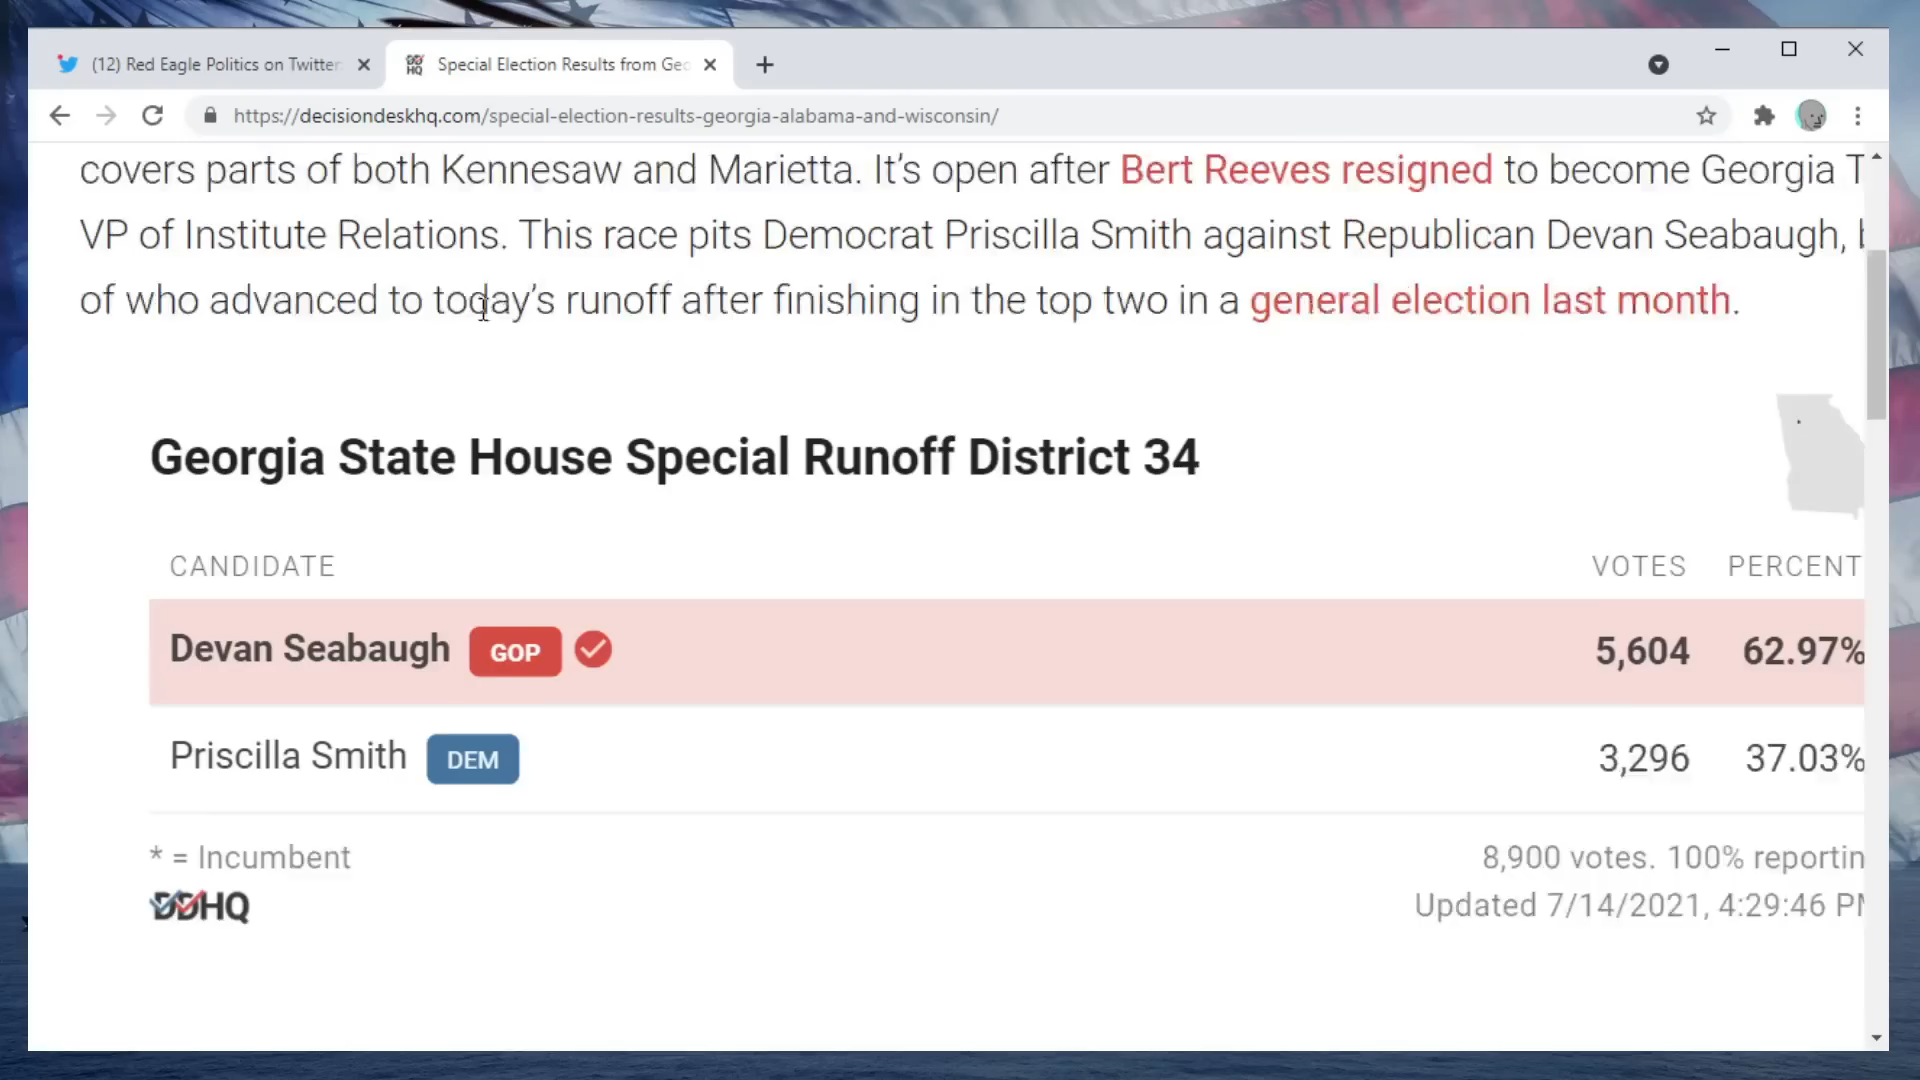 (12) Red Eagle Politics on Twitter
Special Election Results from Geo
https://decisiondeskhq.com/special-election-results-georgia-alabama-and-wisconsin/
covers parts of both Kennesaw and Marietta. It's open after Bert Reeves resigned to become Georgia T
VP of Institute Relations. This race pits Democrat Priscilla Smith against Republican Devan Seabaugh, b
of who advanced to today's runoff after finishing in the top two in a general election last month.
Georgia State House Special Runoff District 34
CANDIDATE VOTES PERCENT
Devan Seabaugh GOP 5,604 62.97%
Priscilla Smith DEM 3,296 37.03%
* = Incumbent 8,900 votes. 100% reportin
DDHQ Updated 7/14/2021, 4:29:46 PM